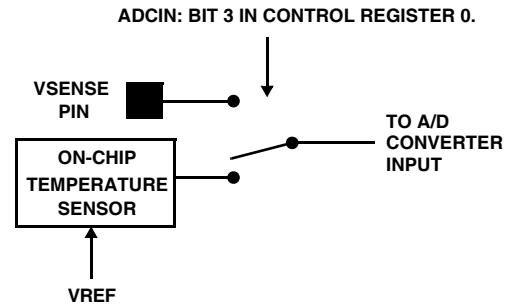 ADCIN: BIT 3 IN CONTROL REGISTER 0.
VSENSE
PIN
TO A/D
CONVERTER
INPUT
ON-CHIP
TEMPERATURE
SENSOR
VREF